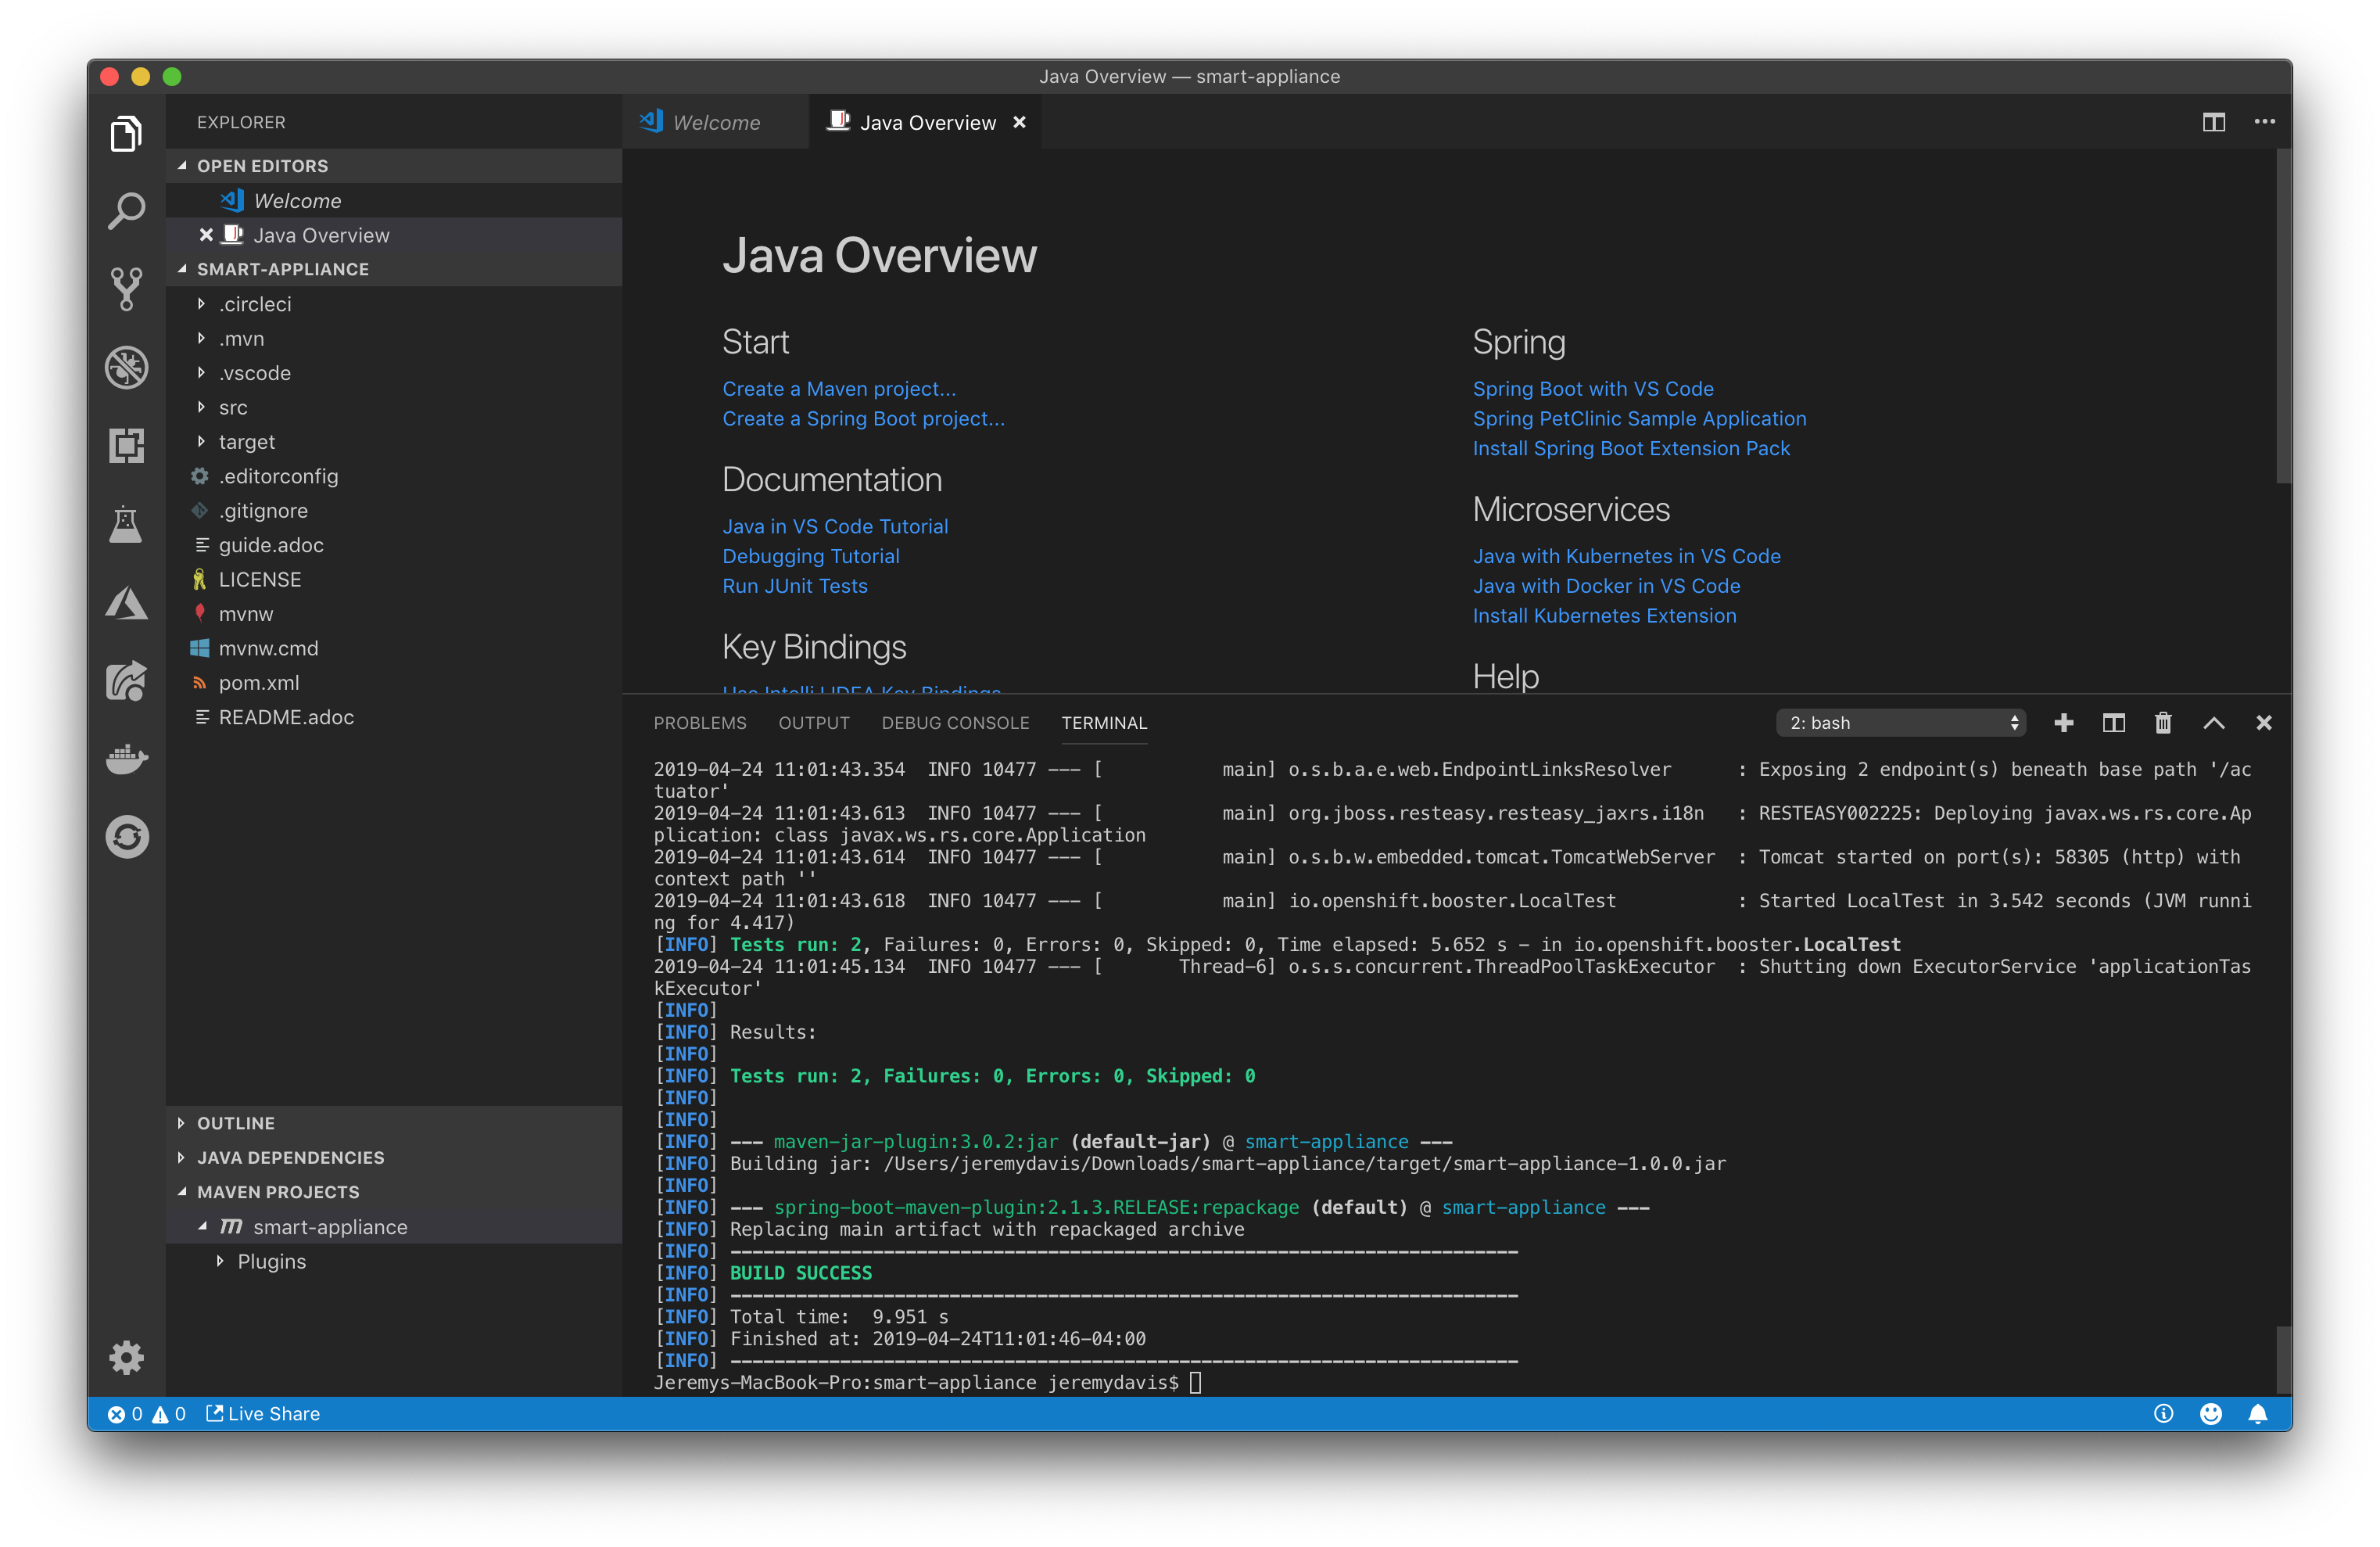 Java Overview — smart-appliance
EXPLORER
OPEN EDITORS
Welcome
Java Overview
SMART-APPLIANCE
.circleci
.mvn
.vscode
src
target
.editorconfig
.gitignore
guide.adoc
LICENSE
mvnw
mvnw.cmd
pom.xml
README.adoc
OUTLINE
JAVA DEPENDENCIES
MAVEN PROJECTS
smart-appliance
Plugins
Welcome
Java Overview
Java Overview
Start
Create a Maven project...
Create a Spring Boot project...
Documentation
Java in VS Code Tutorial
Debugging Tutorial
Run JUnit Tests
Key Bindings
Use IntelliJ IDEA Key Bindings
Spring
Spring Boot with VS Code
Spring PetClinic Sample Application
Install Spring Boot Extension Pack
Microservices
Java with Kubernetes in VS Code
Java with Docker in VS Code
Install Kubernetes Extension
Help
PROBLEMS OUTPUT DEBUG CONSOLE TERMINAL 2: bash
2019-04-24 11:01:43.354  INFO 10477 --- [           main] o.s.b.a.e.web.EndpointLinksResolver      : Exposing 2 endpoint(s) beneath base path '/ac
tuator'
2019-04-24 11:01:43.613  INFO 10477 --- [           main] org.jboss.resteasy.resteasy_jaxrs.i18n   : RESTEASY002225: Deploying javax.ws.rs.core.Ap
plication: class javax.ws.rs.core.Application
2019-04-24 11:01:43.614  INFO 10477 --- [           main] o.s.b.w.embedded.tomcat.TomcatWebServer  : Tomcat started on port(s): 58305 (http) with
context path ''
2019-04-24 11:01:43.618  INFO 10477 --- [           main] io.openshift.booster.LocalTest           : Started LocalTest in 3.542 seconds (JVM runni
ng for 4.417)
[INFO] Tests run: 2, Failures: 0, Errors: 0, Skipped: 0, Time elapsed: 5.652 s - in io.openshift.booster.LocalTest
2019-04-24 11:01:45.134  INFO 10477 --- [       Thread-6] o.s.s.concurrent.ThreadPoolTaskExecutor  : Shutting down ExecutorService 'applicationTas
kExecutor'
[INFO]
[INFO] Results:
[INFO]
[INFO] Tests run: 2, Failures: 0, Errors: 0, Skipped: 0
[INFO]
[INFO]
[INFO] --- maven-jar-plugin:3.0.2:jar (default-jar) @ smart-appliance ---
[INFO] Building jar: /Users/jeremydavis/Downloads/smart-appliance/target/smart-appliance-1.0.0.jar
[INFO]
[INFO] --- spring-boot-maven-plugin:2.1.3.RELEASE:repackage (default) @ smart-appliance ---
[INFO] Replacing main artifact with repackaged archive
[INFO] ------------------------------------------------------------------------
[INFO] BUILD SUCCESS
[INFO] ------------------------------------------------------------------------
[INFO] Total time:  9.951 s
[INFO] Finished at: 2019-04-24T11:01:46-04:00
[INFO] ------------------------------------------------------------------------
Jeremys-MacBook-Pro:smart-appliance jeremydavis$
0 0 Live Share